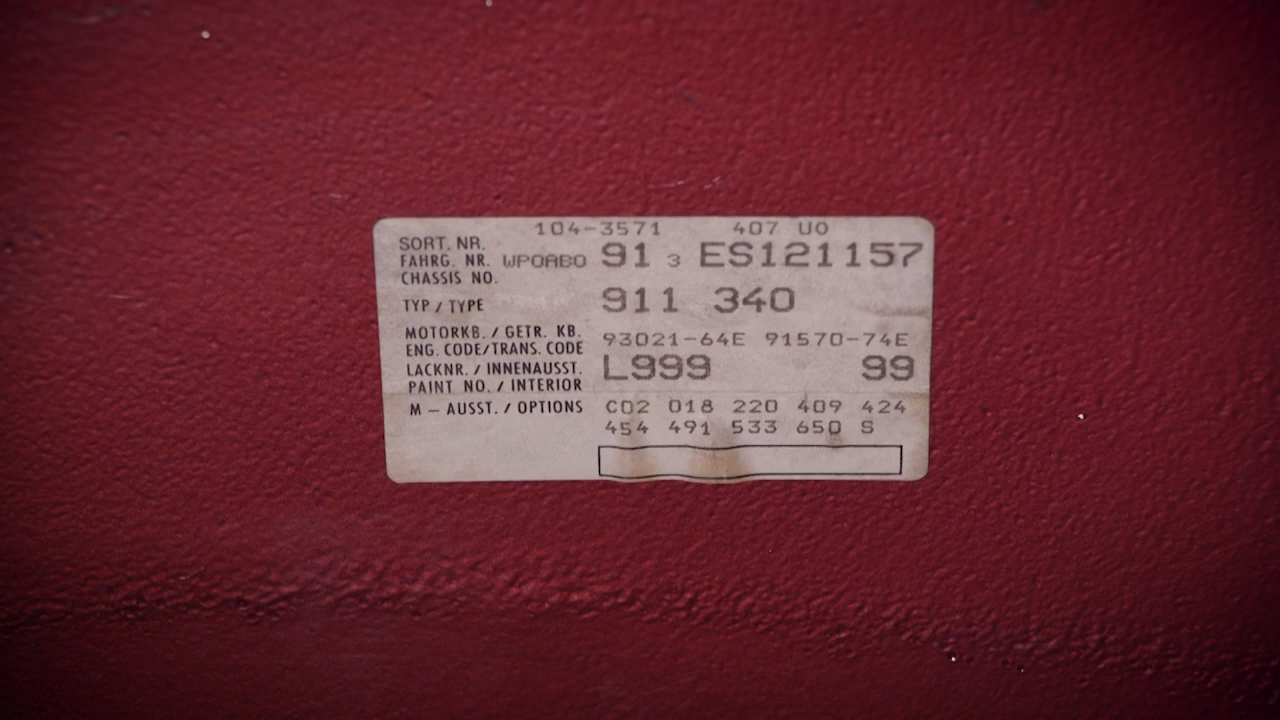 104-3571 407 U0
SORT. NR.
FAHRG. NR. WP0AB0 91 3 ES121157
CHASSIS NO.
TYP / TYPE 911 340
MOTORKB. / GETR. KB. 93021-64E 91570-74E
ENG. CODE/TRANS. CODE
LACKNR. / INNENAUSST. L999 99
PAINT NO. / INTERIOR
M – AUSST. / OPTIONS C02 018 220 409 424
454 491 533 650 S